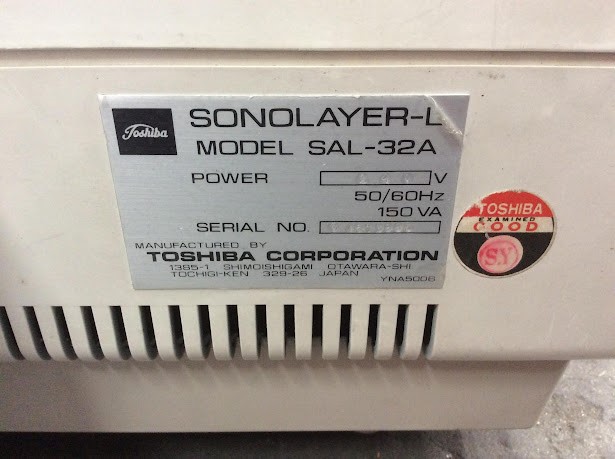 Toshiba
SONOLAYER-L
MODEL SAL-32A
POWER V
50/60Hz
150 VA
SERIAL NO.
MANUFACTURED BY
TOSHIBA CORPORATION
1385-1 SHIMOISHIGAMI OTAWARA-SHI
TOCHIGI-KEN 329-26 JAPAN
YNA5006
TOSHIBA
EXAMINED
GOOD
S.Y